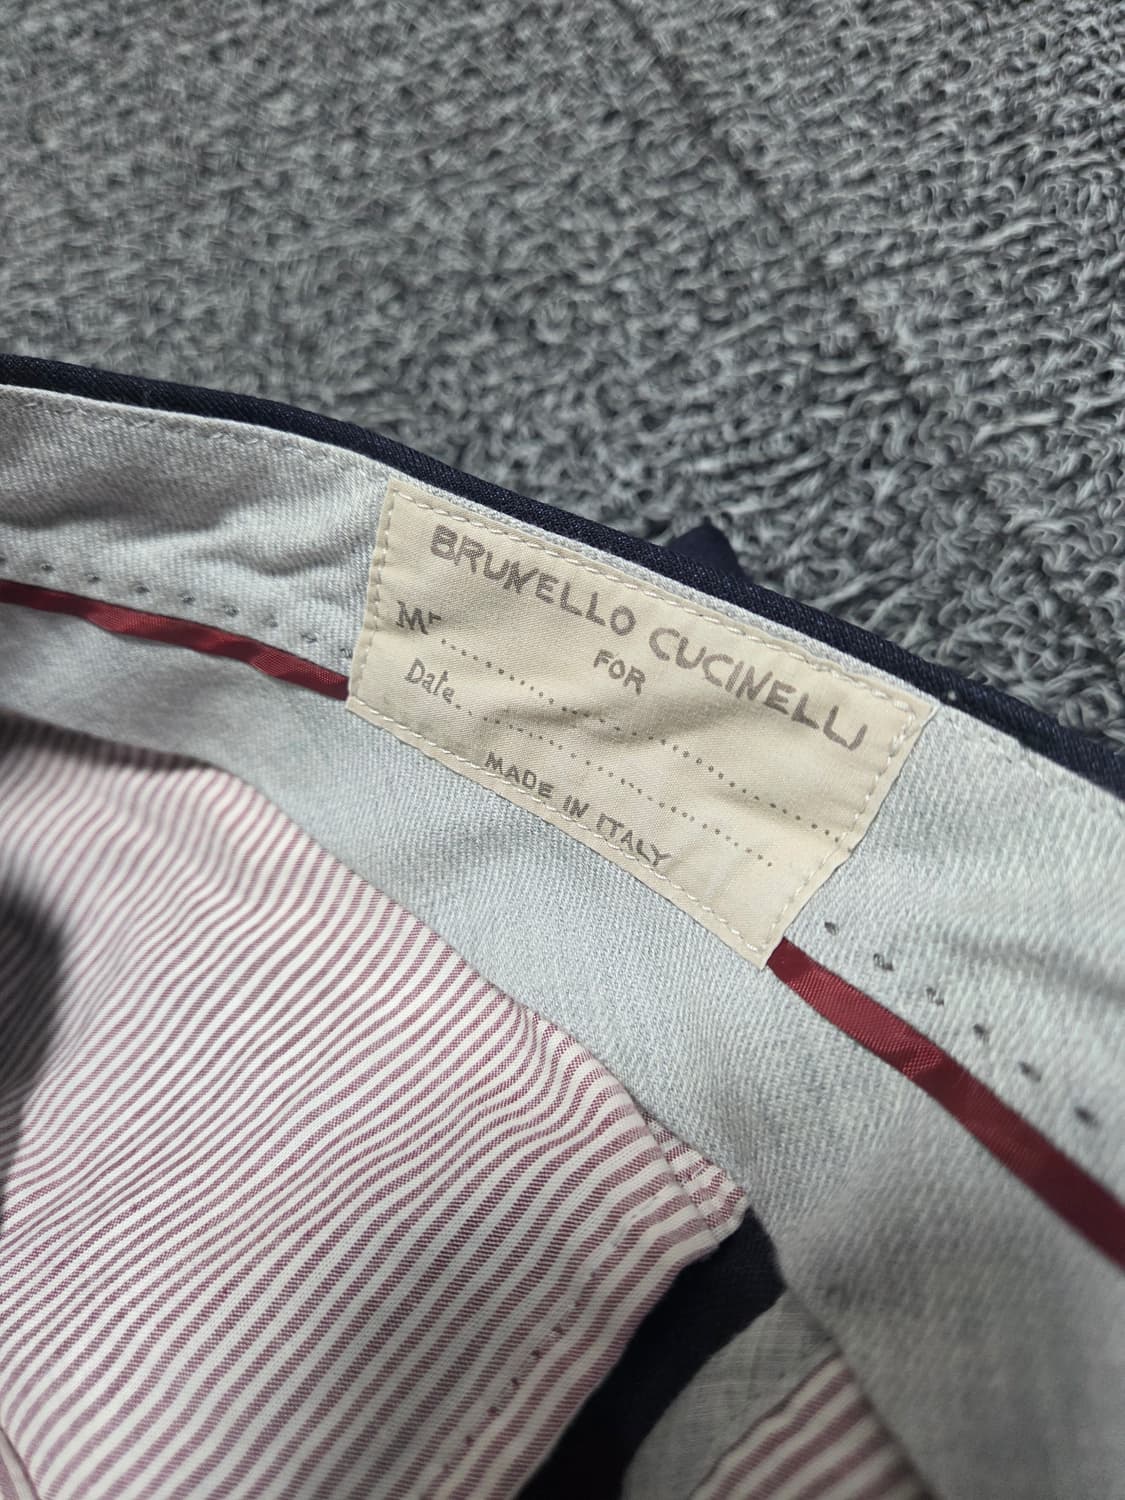 BRUNELLO CUCINELLI
FOR
Mr.......................................
Date.......................................
MADE IN ITALY